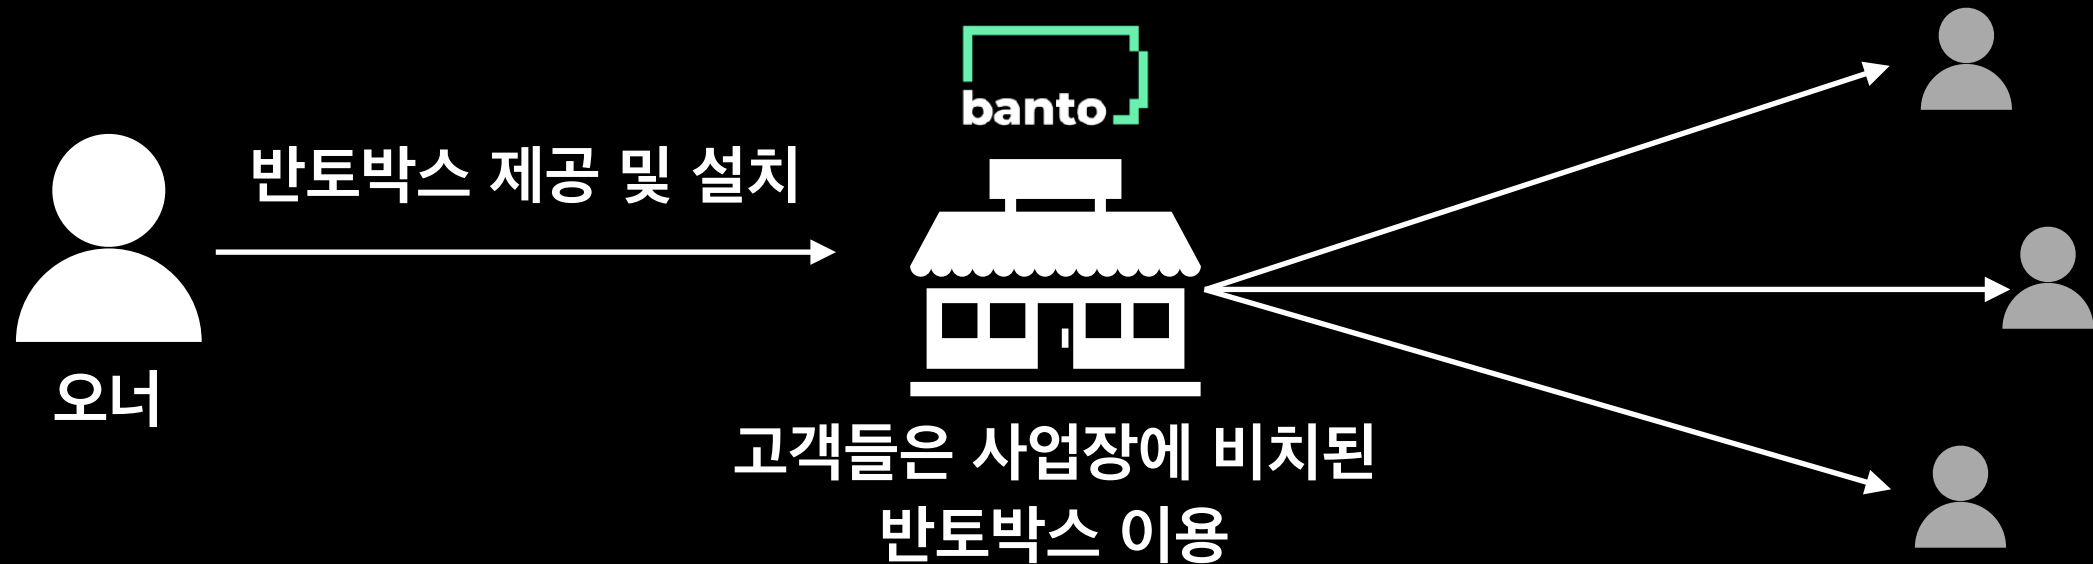 banto
반토박스 제공 및 설치
오너
고객들은 사업장에 비치된
반토박스 이용